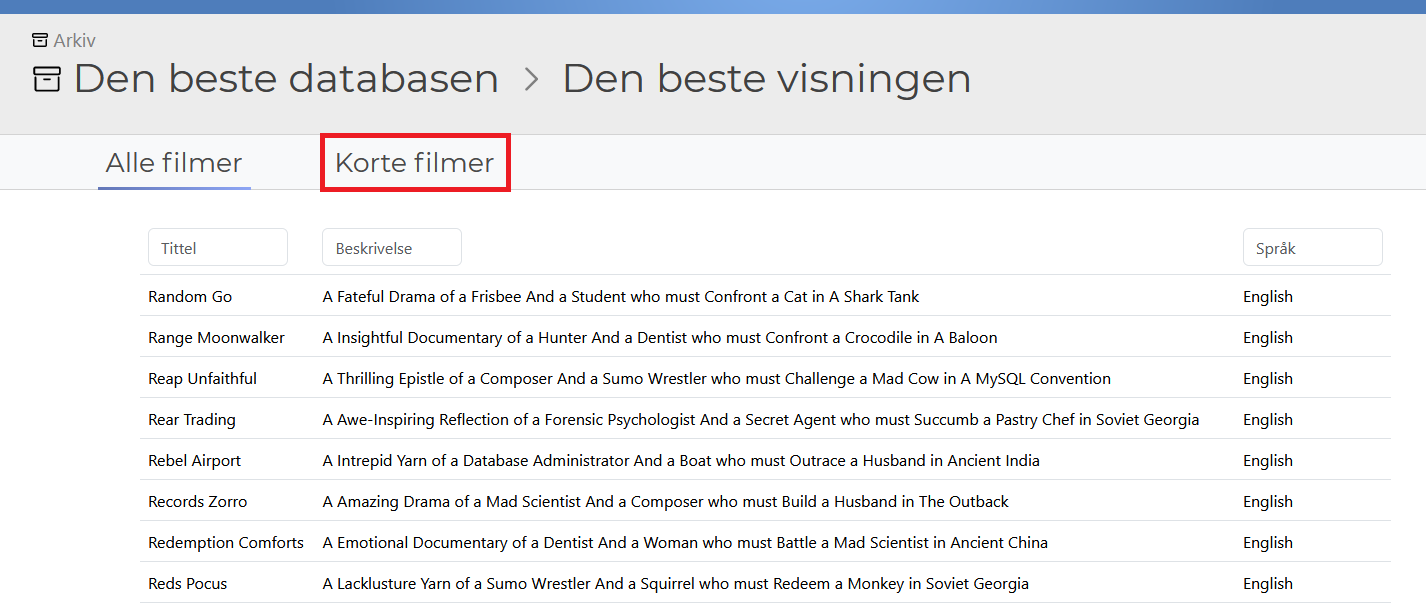 Arkiv
Den beste databasen > Den beste visningen
Alle filmer Korte filmer
Tittel Beskrivelse Språk
Random Go A Fateful Drama of a Frisbee And a Student who must Confront a Cat in A Shark Tank English
Range Moonwalker A Insightful Documentary of a Hunter And a Dentist who must Confront a Crocodile in A Baloon English
Reap Unfaithful A Thrilling Epistle of a Composer And a Sumo Wrestler who must Challenge a Mad Cow in A MySQL Convention English
Rear Trading A Awe-Inspiring Reflection of a Forensic Psychologist And a Secret Agent who must Succumb a Pastry Chef in Soviet Georgia English
Rebel Airport A Intrepid Yarn of a Database Administrator And a Boat who must Outrace a Husband in Ancient India English
Records Zorro A Amazing Drama of a Mad Scientist And a Composer who must Build a Husband in The Outback English
Redemption Comforts A Emotional Documentary of a Dentist And a Woman who must Battle a Mad Scientist in Ancient China English
Reds Pocus A Lacklusture Yarn of a Sumo Wrestler And a Squirrel who must Redeem a Monkey in Soviet Georgia English